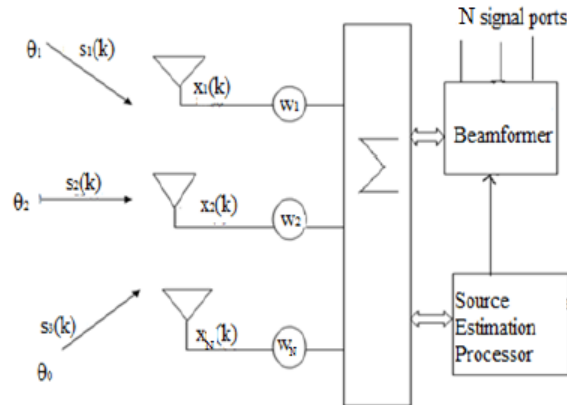 N signal ports
θ1
s1(k)
x1(k)
w1
Σ
Beamformer
θ2
s2(k)
x2(k)
w2
s3(k)
θ0
xN(k)
wN
Source
Estimation
Processor